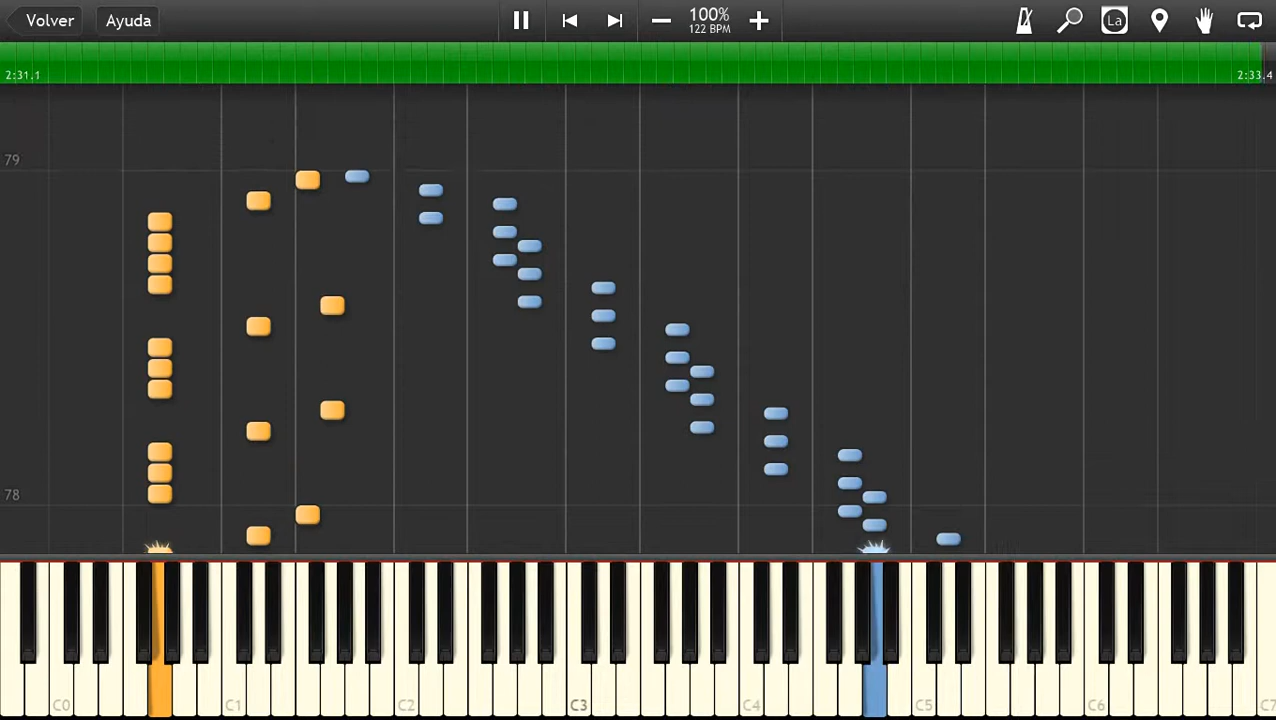 Volver
Ayuda
100%
122 BPM
La
2:31.1
2:33.4
79
78
C0
C1
C2
C3
C4
C5
C6
C7